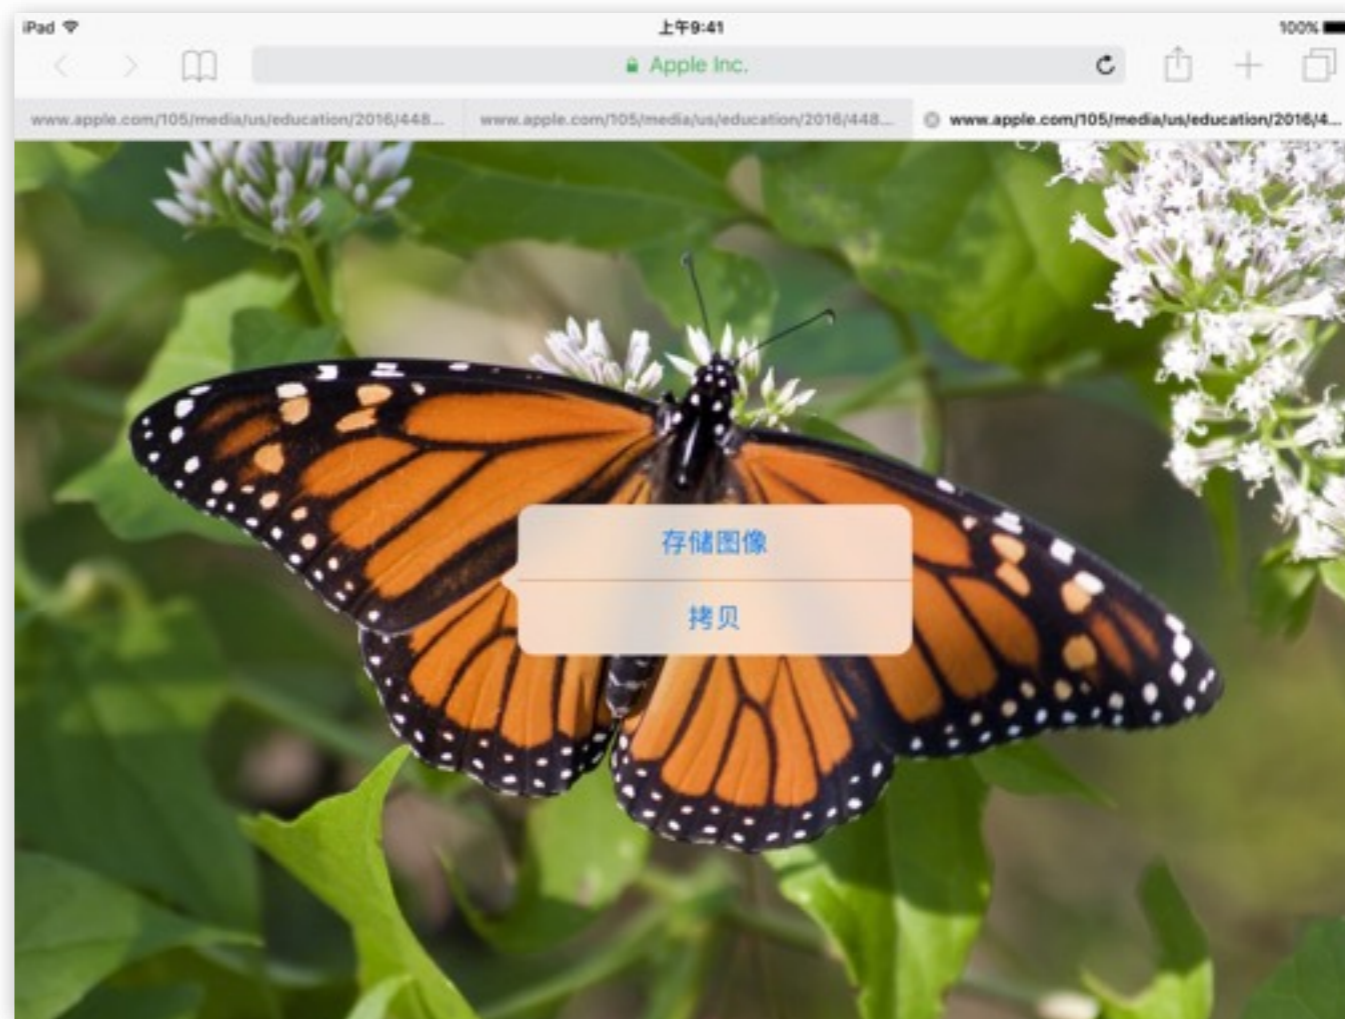 iPad
上午9:41
100%
Apple Inc.
www.apple.com/105/media/us/education/2016/448...
www.apple.com/105/media/us/education/2016/448...
www.apple.com/105/media/us/education/2016/4...
存储图像
拷贝